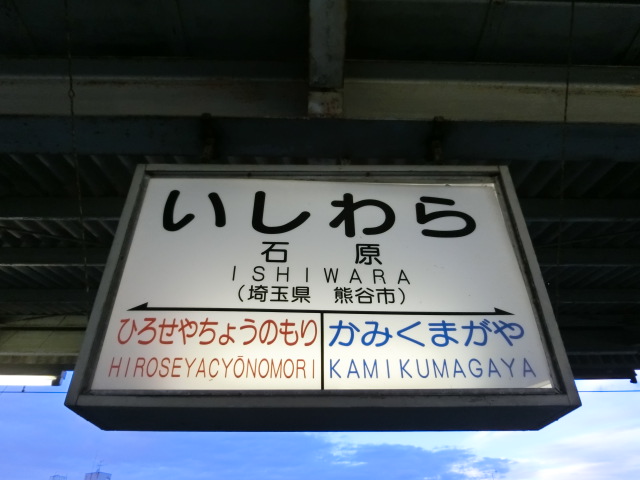 いしわら
石原
ISHIWARA
(埼玉県 熊谷市)
ひろせやちょうのもり
かみくまがや
HIROSEYACYŌNOMORI
KAMIKUMAGAYA